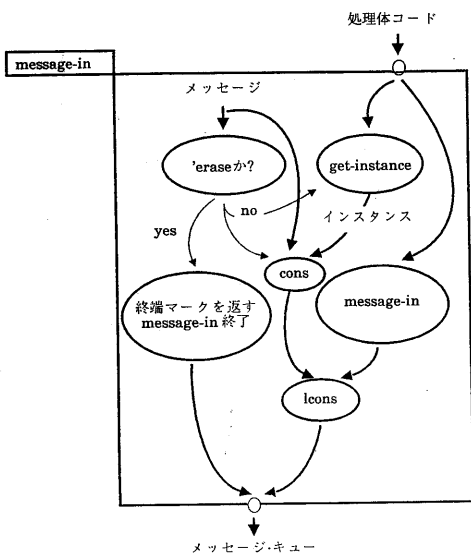 処理体コード
message-in
メッセージ
'eraseか?
get-instance
no
インスタンス
yes
cons
message-in
終端マークを返す
message-in 終了
lcons
メッセージ・キュー